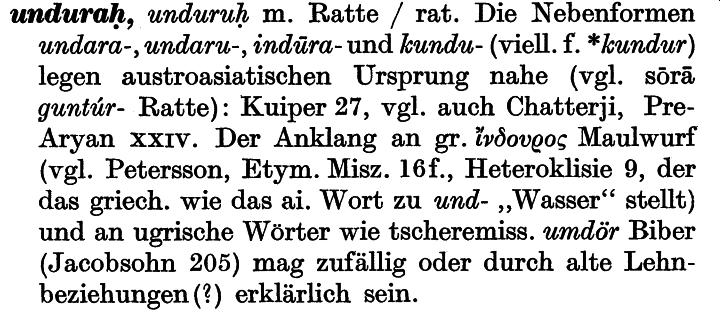 unduraḥ, unduruḥ m. Ratte / rat. Die Nebenformen
undara-, undaru-, indūra- und kundu- (viell. f. *kundur)
legen austroasiatischen Ursprung nahe (vgl. sōrā
guntúr- Ratte): Kuiper 27, vgl. auch Chatterji, Pre-
Aryan XXIV. Der Anklang an gr. ἴνδουρος Maulwurf
(vgl. Petersson, Etym. Misz. 16f., Heteroklisie 9, der
das griech. wie das ai. Wort zu und- „Wasser“ stellt)
und an ugrische Wörter wie tscheremiss. umdör Biber
(Jacobsohn 205) mag zufällig oder durch alte Lehn-
beziehungen (?) erklärlich sein.